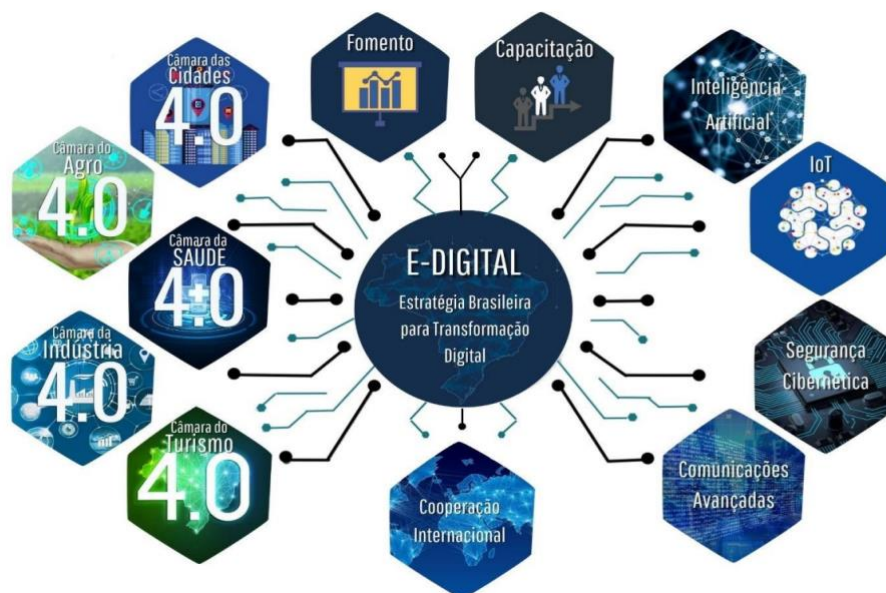 Câmara das
Cidades
4.0
Fomento
Capacitação
Inteligência
Artificial
Câmara do
Agro
4.0
IoT
Câmara da
SAÚDE
4.0
E-DIGITAL
Estratégia Brasileira
para Transformação
Digital
Câmara da
Indústria
4.0
Segurança
Cibernética
Câmara do
Turismo
4.0
Cooperação
Internacional
Comunicações
Avançadas